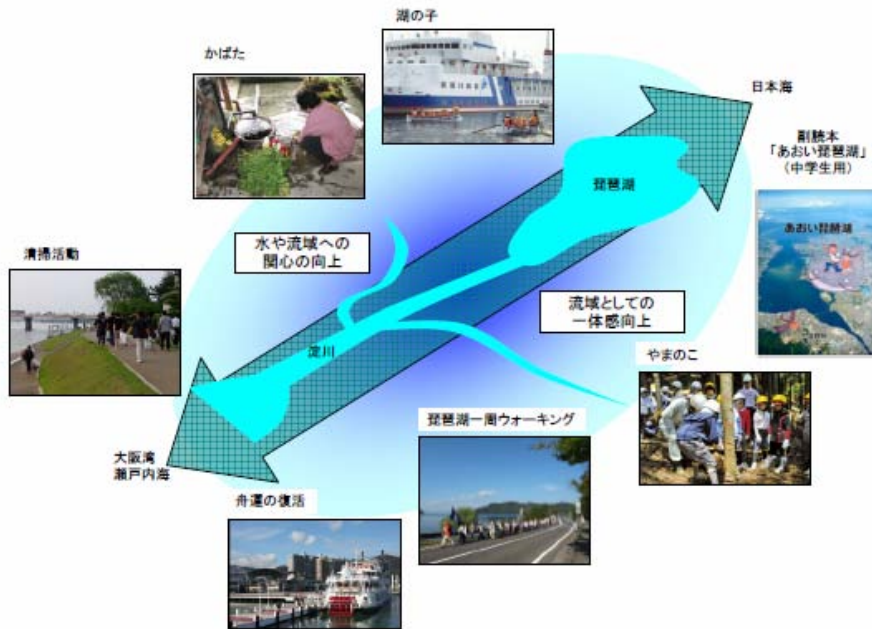 湖の子
かばた
日本海
副読本
「あおい琵琶湖」
（中学生用）
琵琶湖
あおい琵琶湖
水や流域への
関心の向上
清掃活動
流域としての
一体感向上
淀川
やまのこ
琵琶湖一周ウォーキング
大阪湾
瀬戸内海
舟運の復活